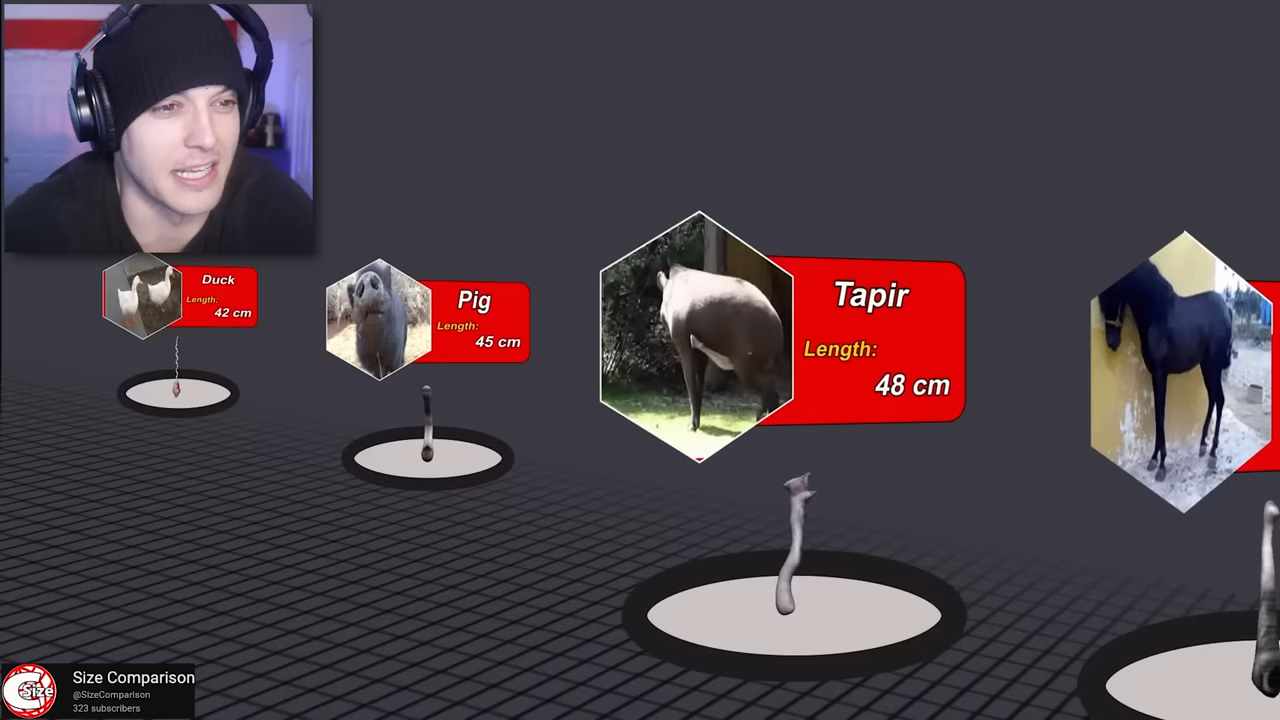 Duck
Length:
42 cm
Pig
Length:
45 cm
Tapir
Length:
48 cm
Size
Size Comparison
@SizeComparison
323 subscribers